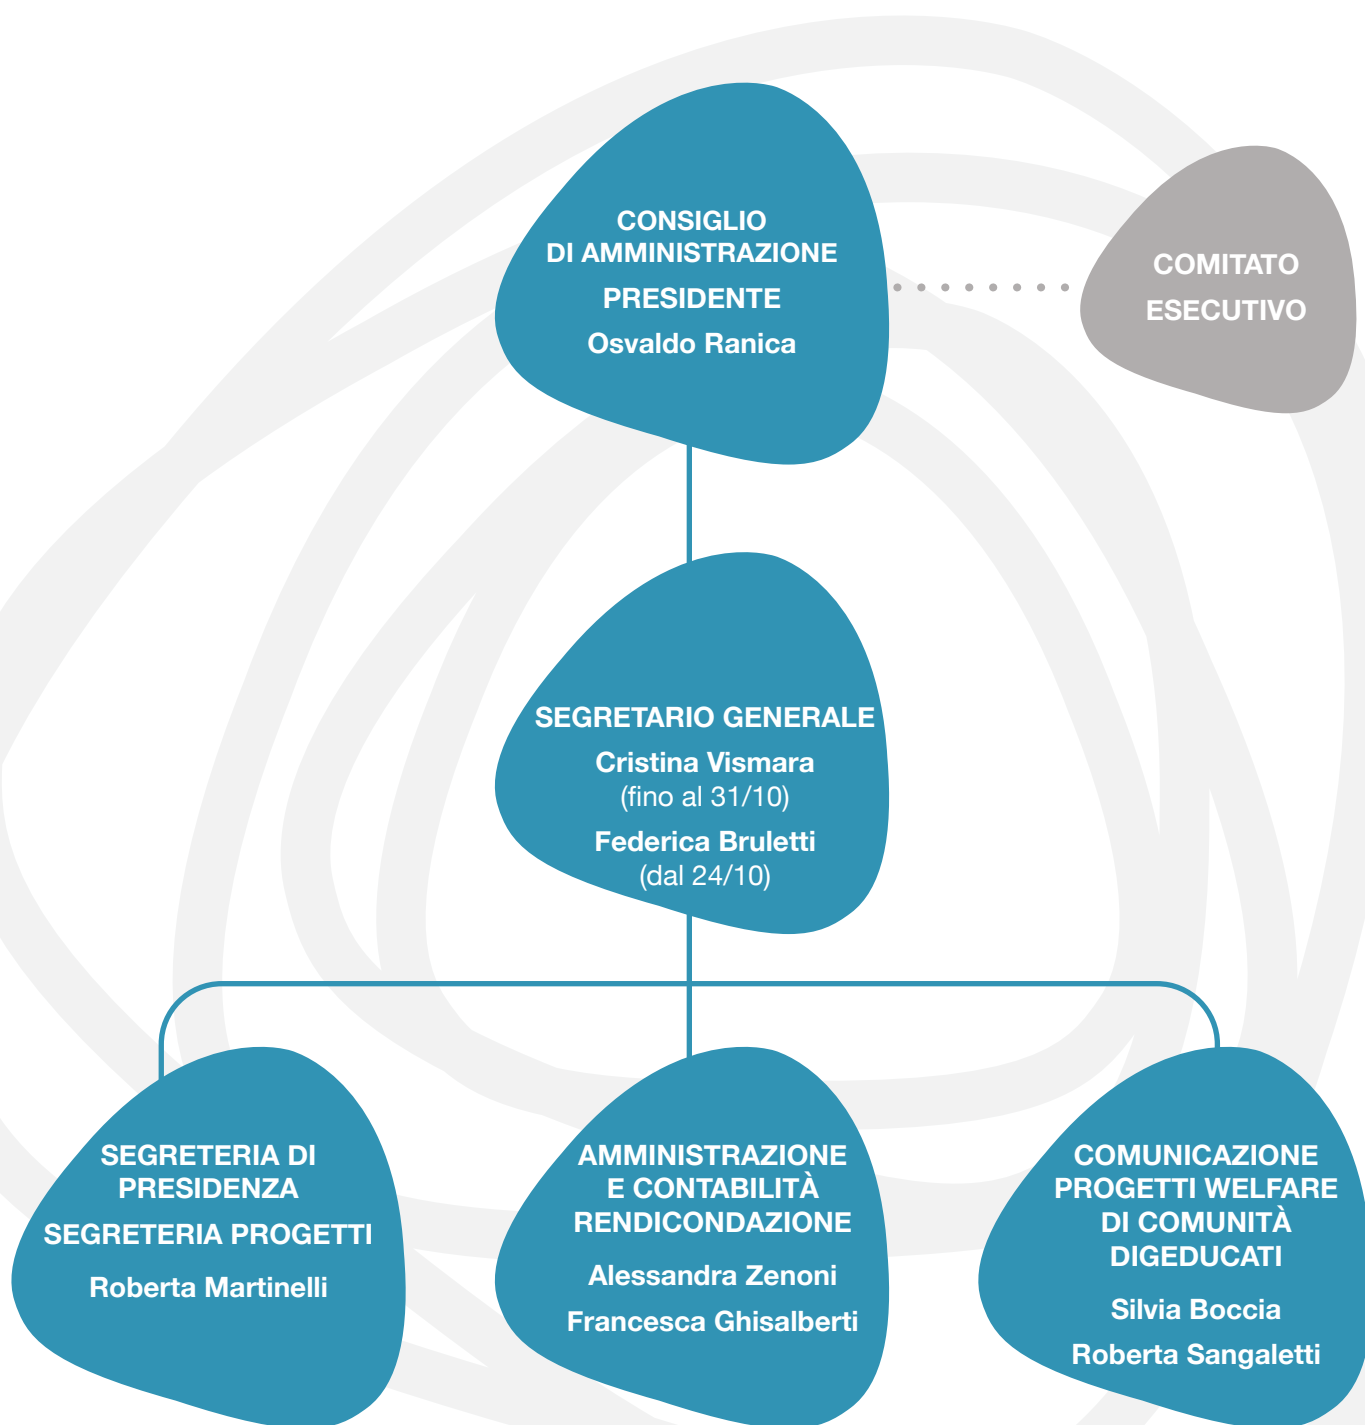 CONSIGLIO
DI AMMINISTRAZIONE
PRESIDENTE
Osvaldo Ranica
COMITATO
ESECUTIVO
SEGRETARIO GENERALE
Cristina Vismara
(fino al 31/10)
Federica Bruletti
(dal 24/10)
SEGRETERIA DI
PRESIDENZA
SEGRETERIA PROGETTI
Roberta Martinelli
AMMINISTRAZIONE
E CONTABILITÀ
RENDICONDAZIONE
Alessandra Zenoni
Francesca Ghisalberti
COMUNICAZIONE
PROGETTI WELFARE
DI COMUNITÀ
DIGEDUCATI
Silvia Boccia
Roberta Sangaletti